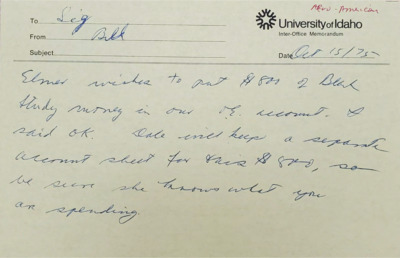 Afro-American
To Sig
University of Idaho
Inter-Office Memorandum
From Bill
Subject
Date Oct 15/75
Elmer wishes to put $800 of Black
Study money in our account. I
said OK. Dale will keep a separate
account sheet for this $800, so
be sure she knows what you
are spending